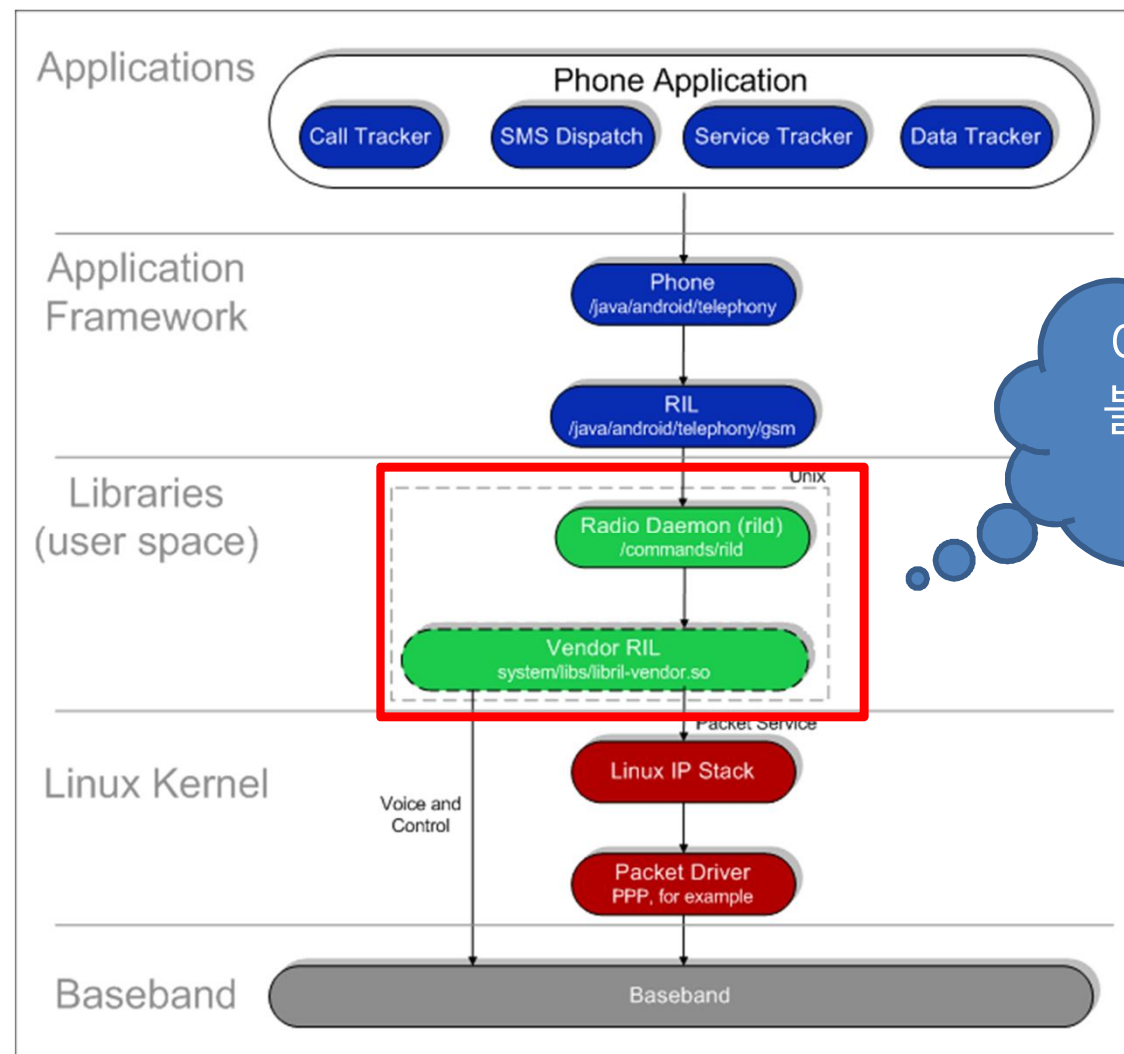 Applications
Phone Application
Call Tracker
SMS Dispatch
Service Tracker
Data Tracker
Application
Framework
Phone
/java/android/telephony
RIL
/java/android/telephony/gsm
Libraries
(user space)
Unix
Radio Daemon (rild)
/commands/rild
Vendor RIL
system/libs/libril-vendor.so
Packet Service
Linux Kernel
Linux IP Stack
Voice and
Control
Packet Driver
PPP, for example
Baseband
Baseband